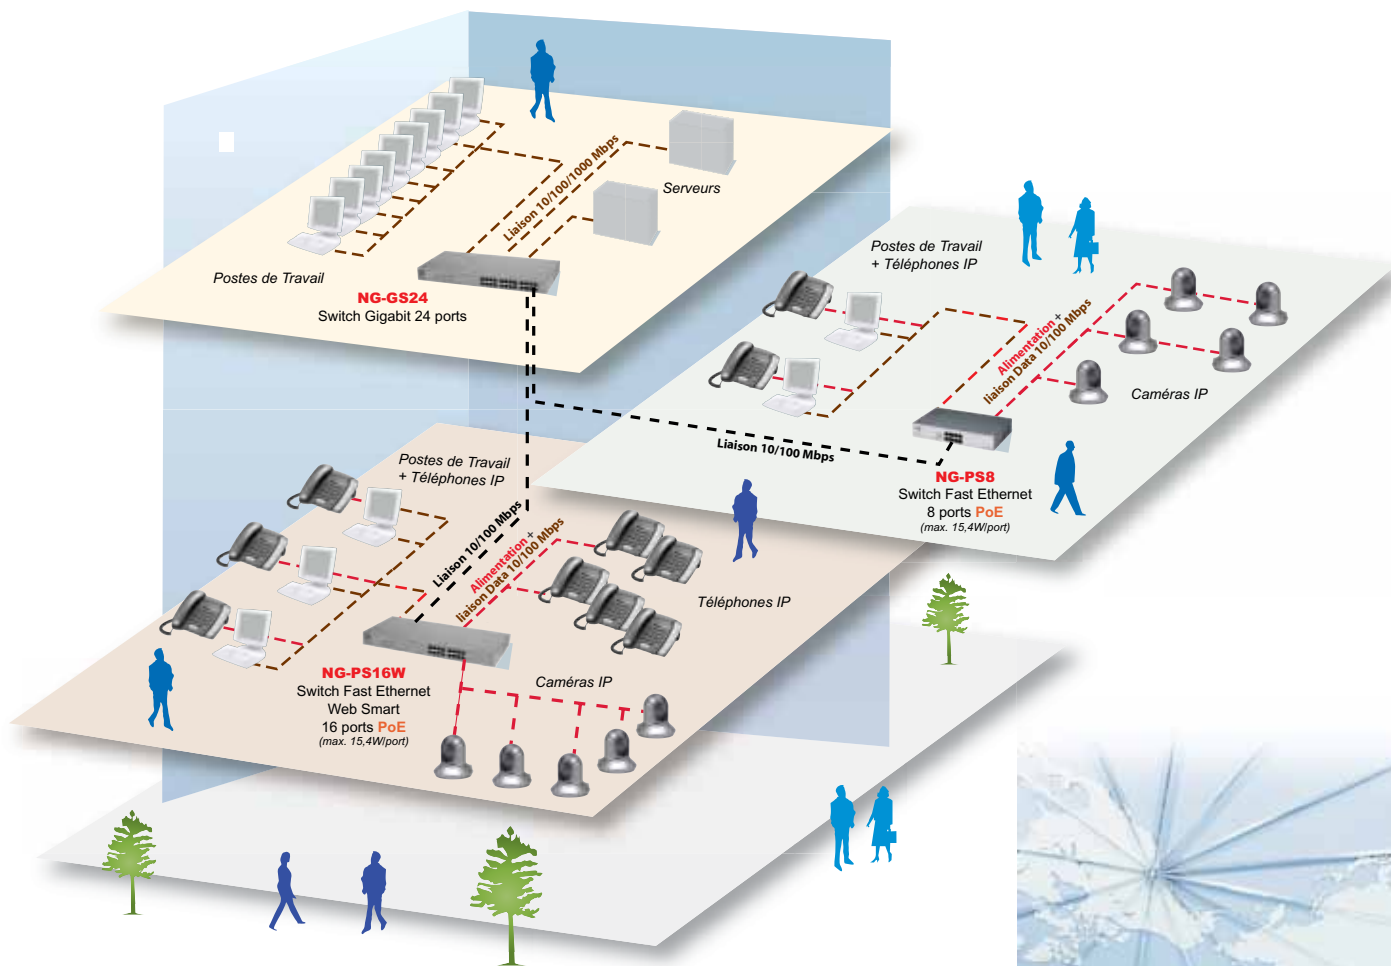 Liaison 10/100/1000 Mbps
Serveurs
Postes de Travail
NG-GS24
Switch Gigabit 24 ports
Postes de Travail
+ Téléphones IP
Alimentation +
liaison Data 10/100 Mbps
Caméras IP
Liaison 10/100 Mbps
NG-PS8
Switch Fast Ethernet
8 ports PoE
(max. 15,4W/port)
Postes de Travail
+ Téléphones IP
Liaison 10/100 Mbps
Alimentation +
liaison Data 10/100 Mbps
Téléphones IP
NG-PS16W
Switch Fast Ethernet
Web Smart
16 ports PoE
(max. 15,4W/port)
Caméras IP